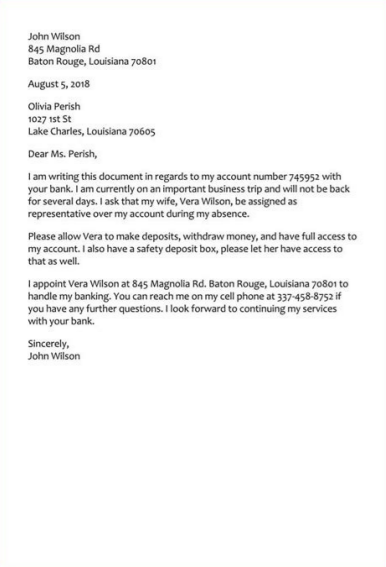 John Wilson
845 Magnolia Rd
Baton Rouge, Louisiana 70801
August 5, 2018
Olivia Perish
1027 1st St
Lake Charles, Louisiana 70605
Dear Ms. Perish,
I am writing this document in regards to my account number 745952 with
your bank. I am currently on an important business trip and will not be back
for several days. I ask that my wife, Vera Wilson, be assigned as
representative over my account during my absence.
Please allow Vera to make deposits, withdraw money, and have full access to
my account. I also have a safety deposit box, please let her have access to
that as well.
I appoint Vera Wilson at 845 Magnolia Rd. Baton Rouge, Louisiana 70801 to
handle my banking. You can reach me on my cell phone at 337-458-8752 if
you have any further questions. I look forward to continuing my services
with your bank.
Sincerely,
John Wilson